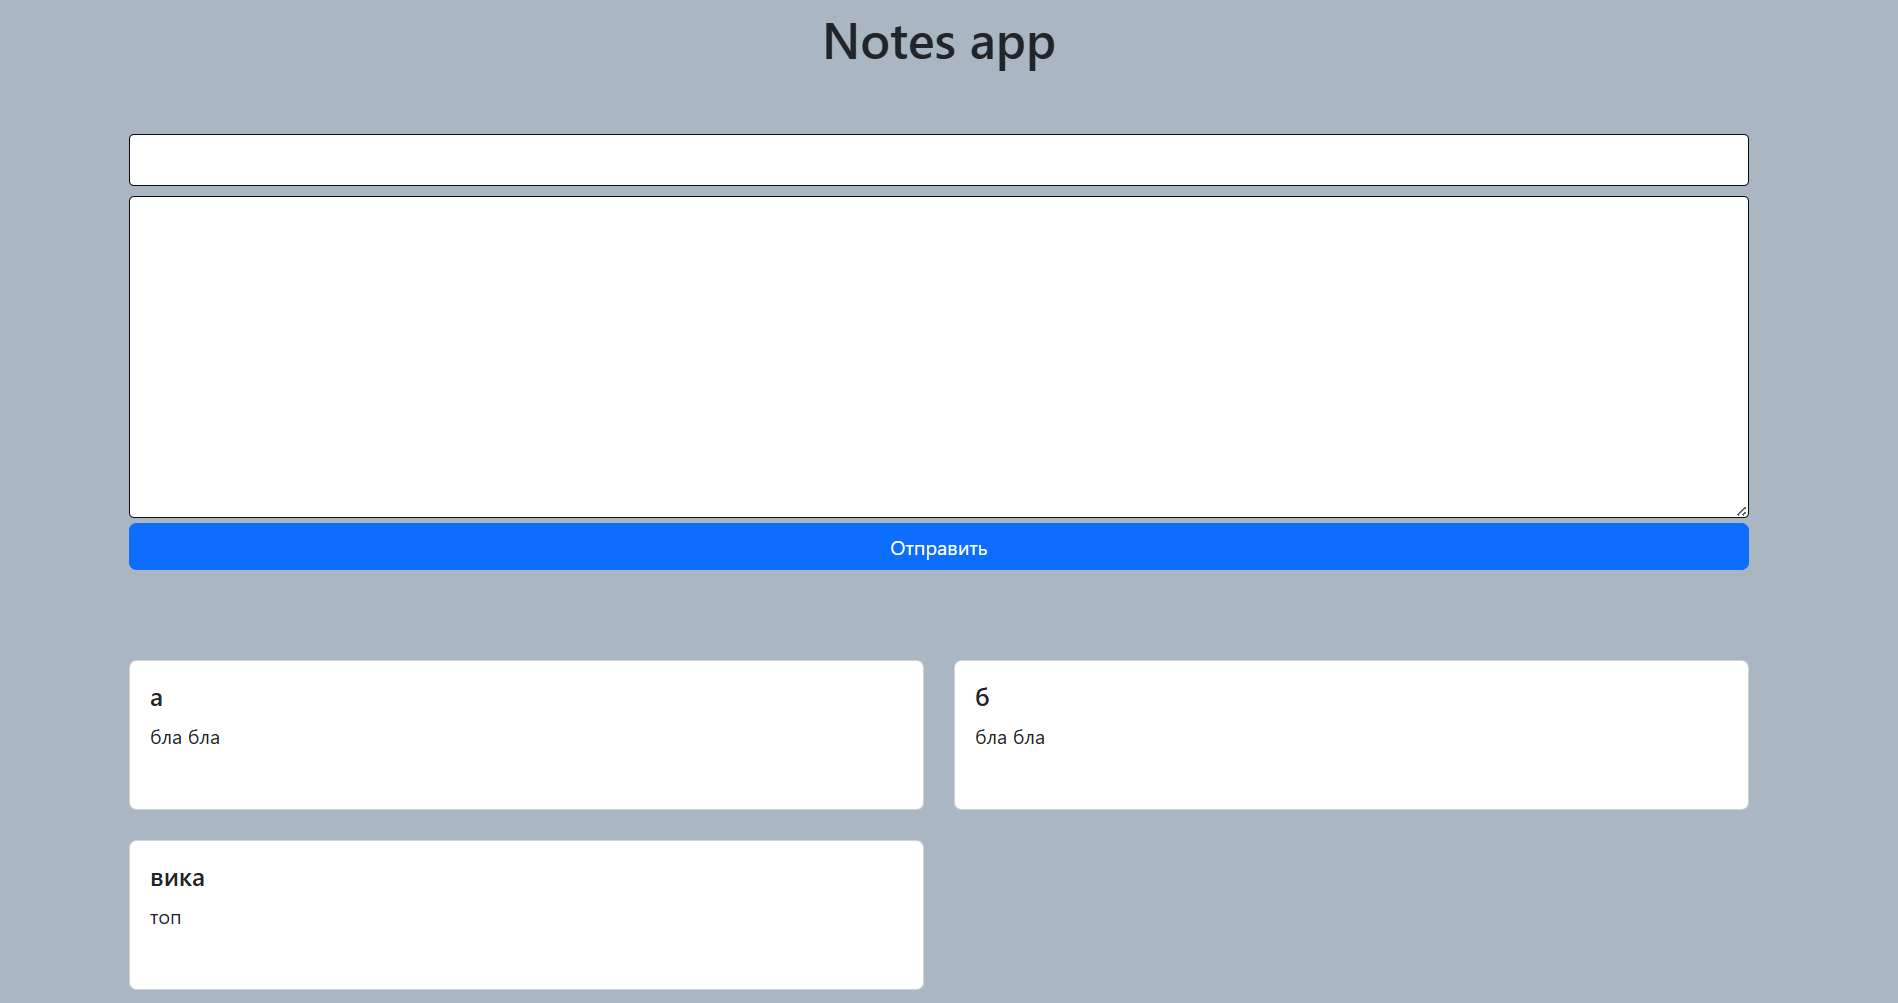 Notes app
Отправить
а
бла бла
б
бла бла
вика
топ